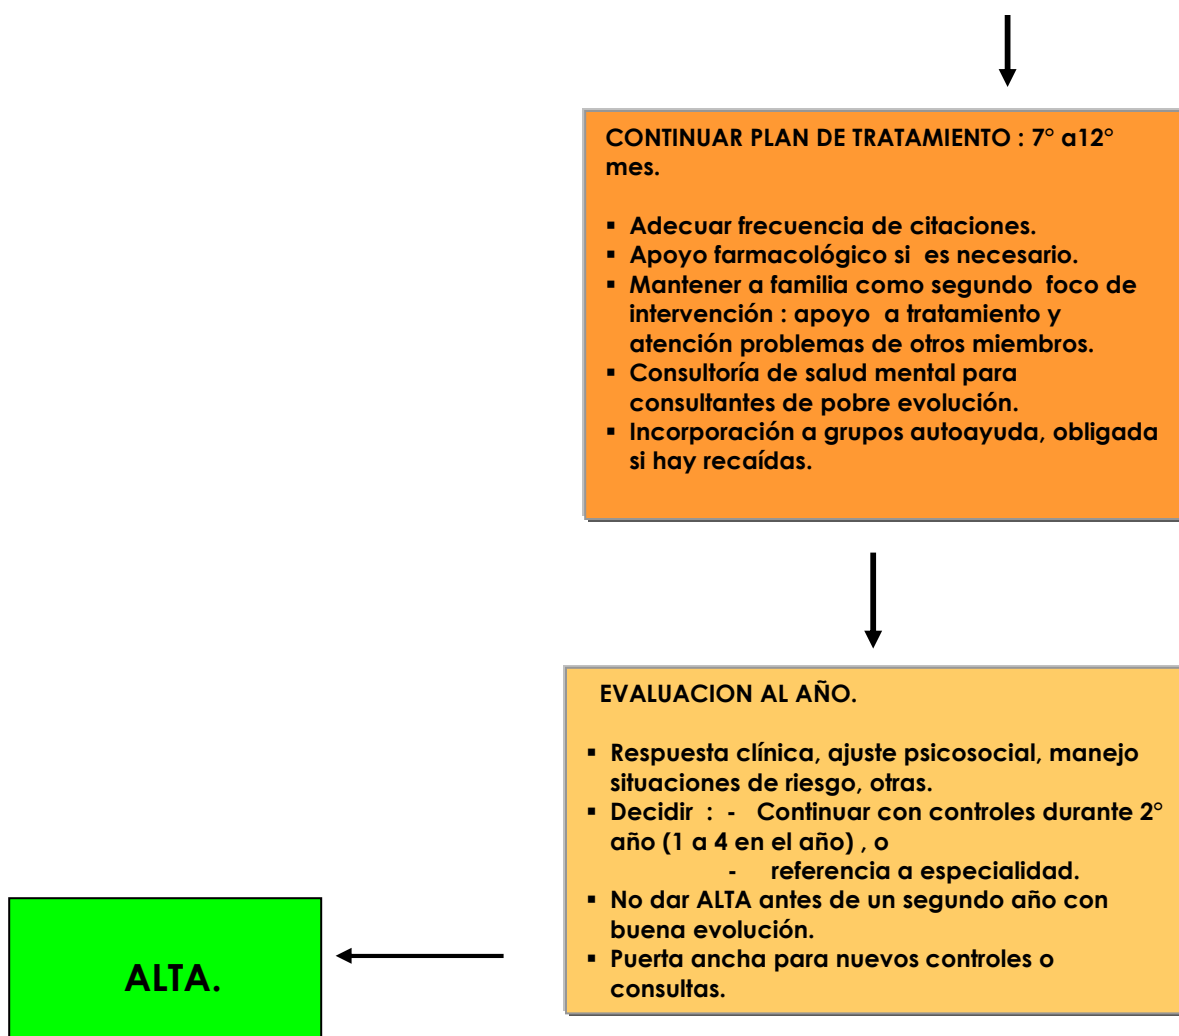 CONTINUAR PLAN DE TRATAMIENTO : 7° a12°
mes.
▪ Adecuar frecuencia de citaciones.
▪ Apoyo farmacológico si es necesario.
▪ Mantener a familia como segundo foco de
intervención : apoyo a tratamiento y
atención problemas de otros miembros.
▪ Consultoría de salud mental para
consultantes de pobre evolución.
▪ Incorporación a grupos autoayuda, obligada
si hay recaídas.
EVALUACION AL AÑO.
▪ Respuesta clínica, ajuste psicosocial, manejo
situaciones de riesgo, otras.
▪ Decidir : - Continuar con controles durante 2°
año (1 a 4 en el año) , o
- referencia a especialidad.
▪ No dar ALTA antes de un segundo año con
buena evolución.
▪ Puerta ancha para nuevos controles o
consultas.
ALTA.